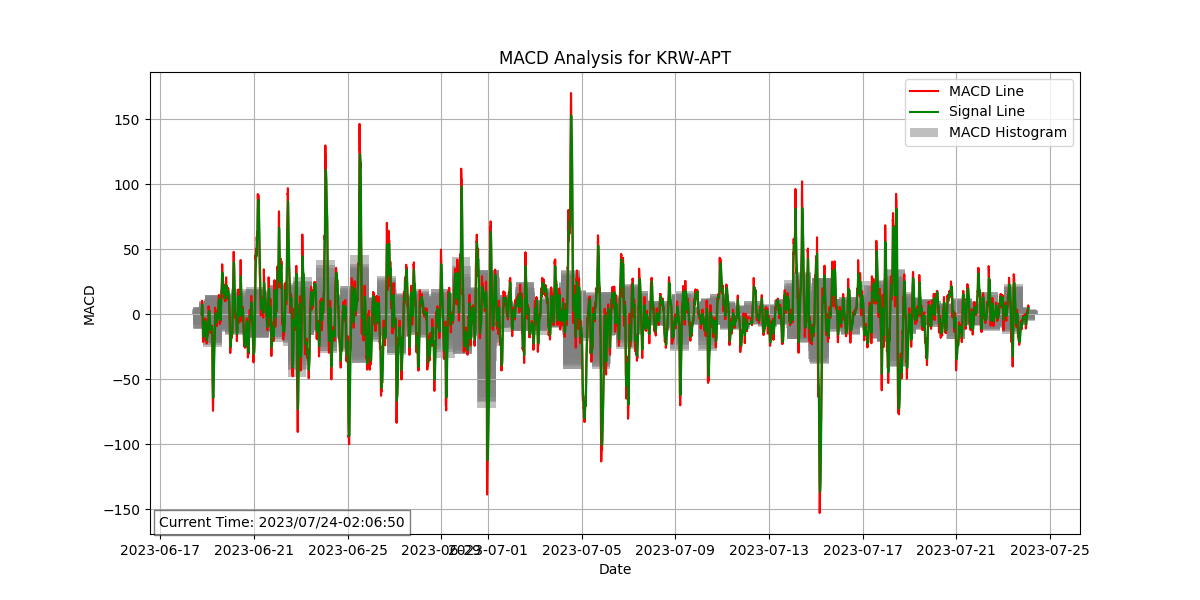 MACD Analysis for KRW-APT
MACD Line
Signal Line
MACD Histogram
MACD
150
100
50
0
−50
−100
−150
Current Time: 2023/07/24-02:06:50
2023-06-17 2023-06-21 2023-06-25 2023-06-29 2023-07-01 2023-07-05 2023-07-09 2023-07-13 2023-07-17 2023-07-21 2023-07-25
Date